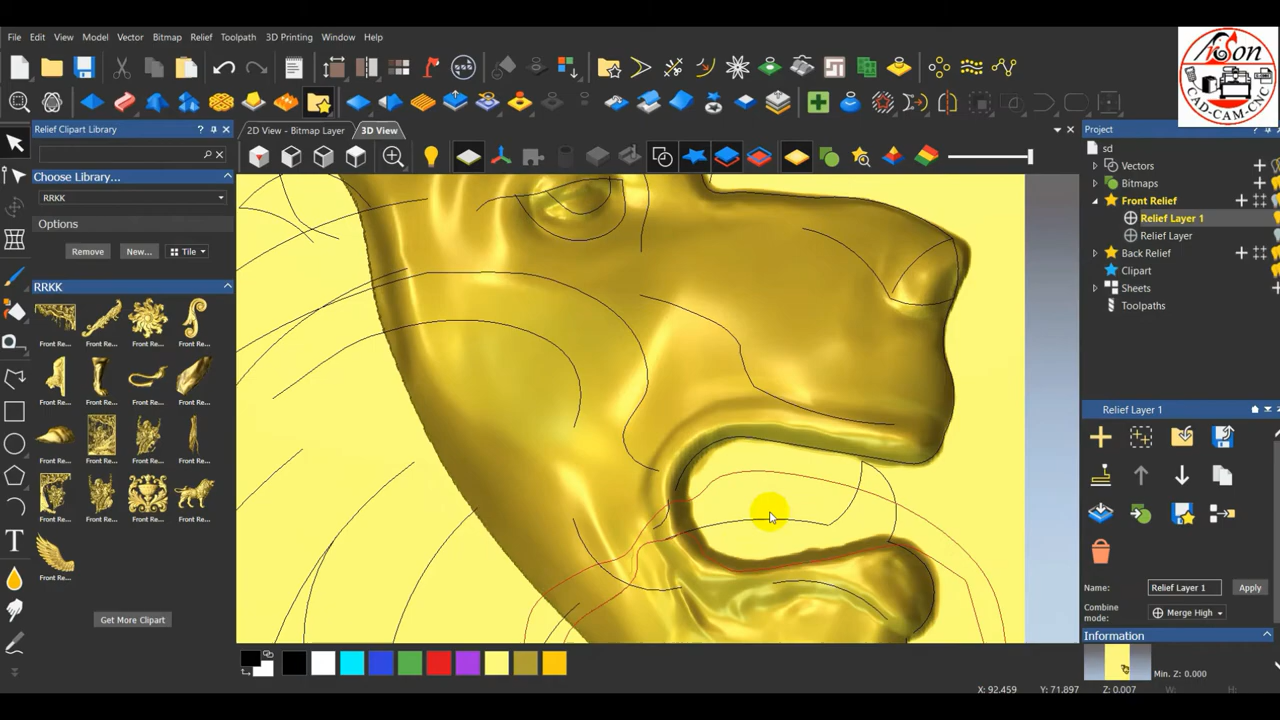 File Edit View Model Vector Bitmap Relief Toolpath 3D Printing Window Help
Son
CAD-CAM-CNC
Relief Clipart Library
2D View - Bitmap Layer 3D View
Project
sd
Choose Library...
Vectors
RRKK
Bitmaps
Options
Front Relief
Relief Layer 1
Remove New... Tile
Relief Layer
Back Relief
RRKK
Clipart
Sheets
Toolpaths
Front Re... Front Re... Front Re... Front Re...
Front Re... Front Re... Front Re... Front Re...
Relief Layer 1
Front Re... Front Re... Front Re... Front Re...
Front Re... Front Re... Front Re... Front Re...
Front Re...
Name: Relief Layer 1 Apply
Combine Mode: Merge High
Get More Clipart
Information
Min. Z: 0.000
X: 92.459 Y: 71.897 Z: 0.007 W: H: